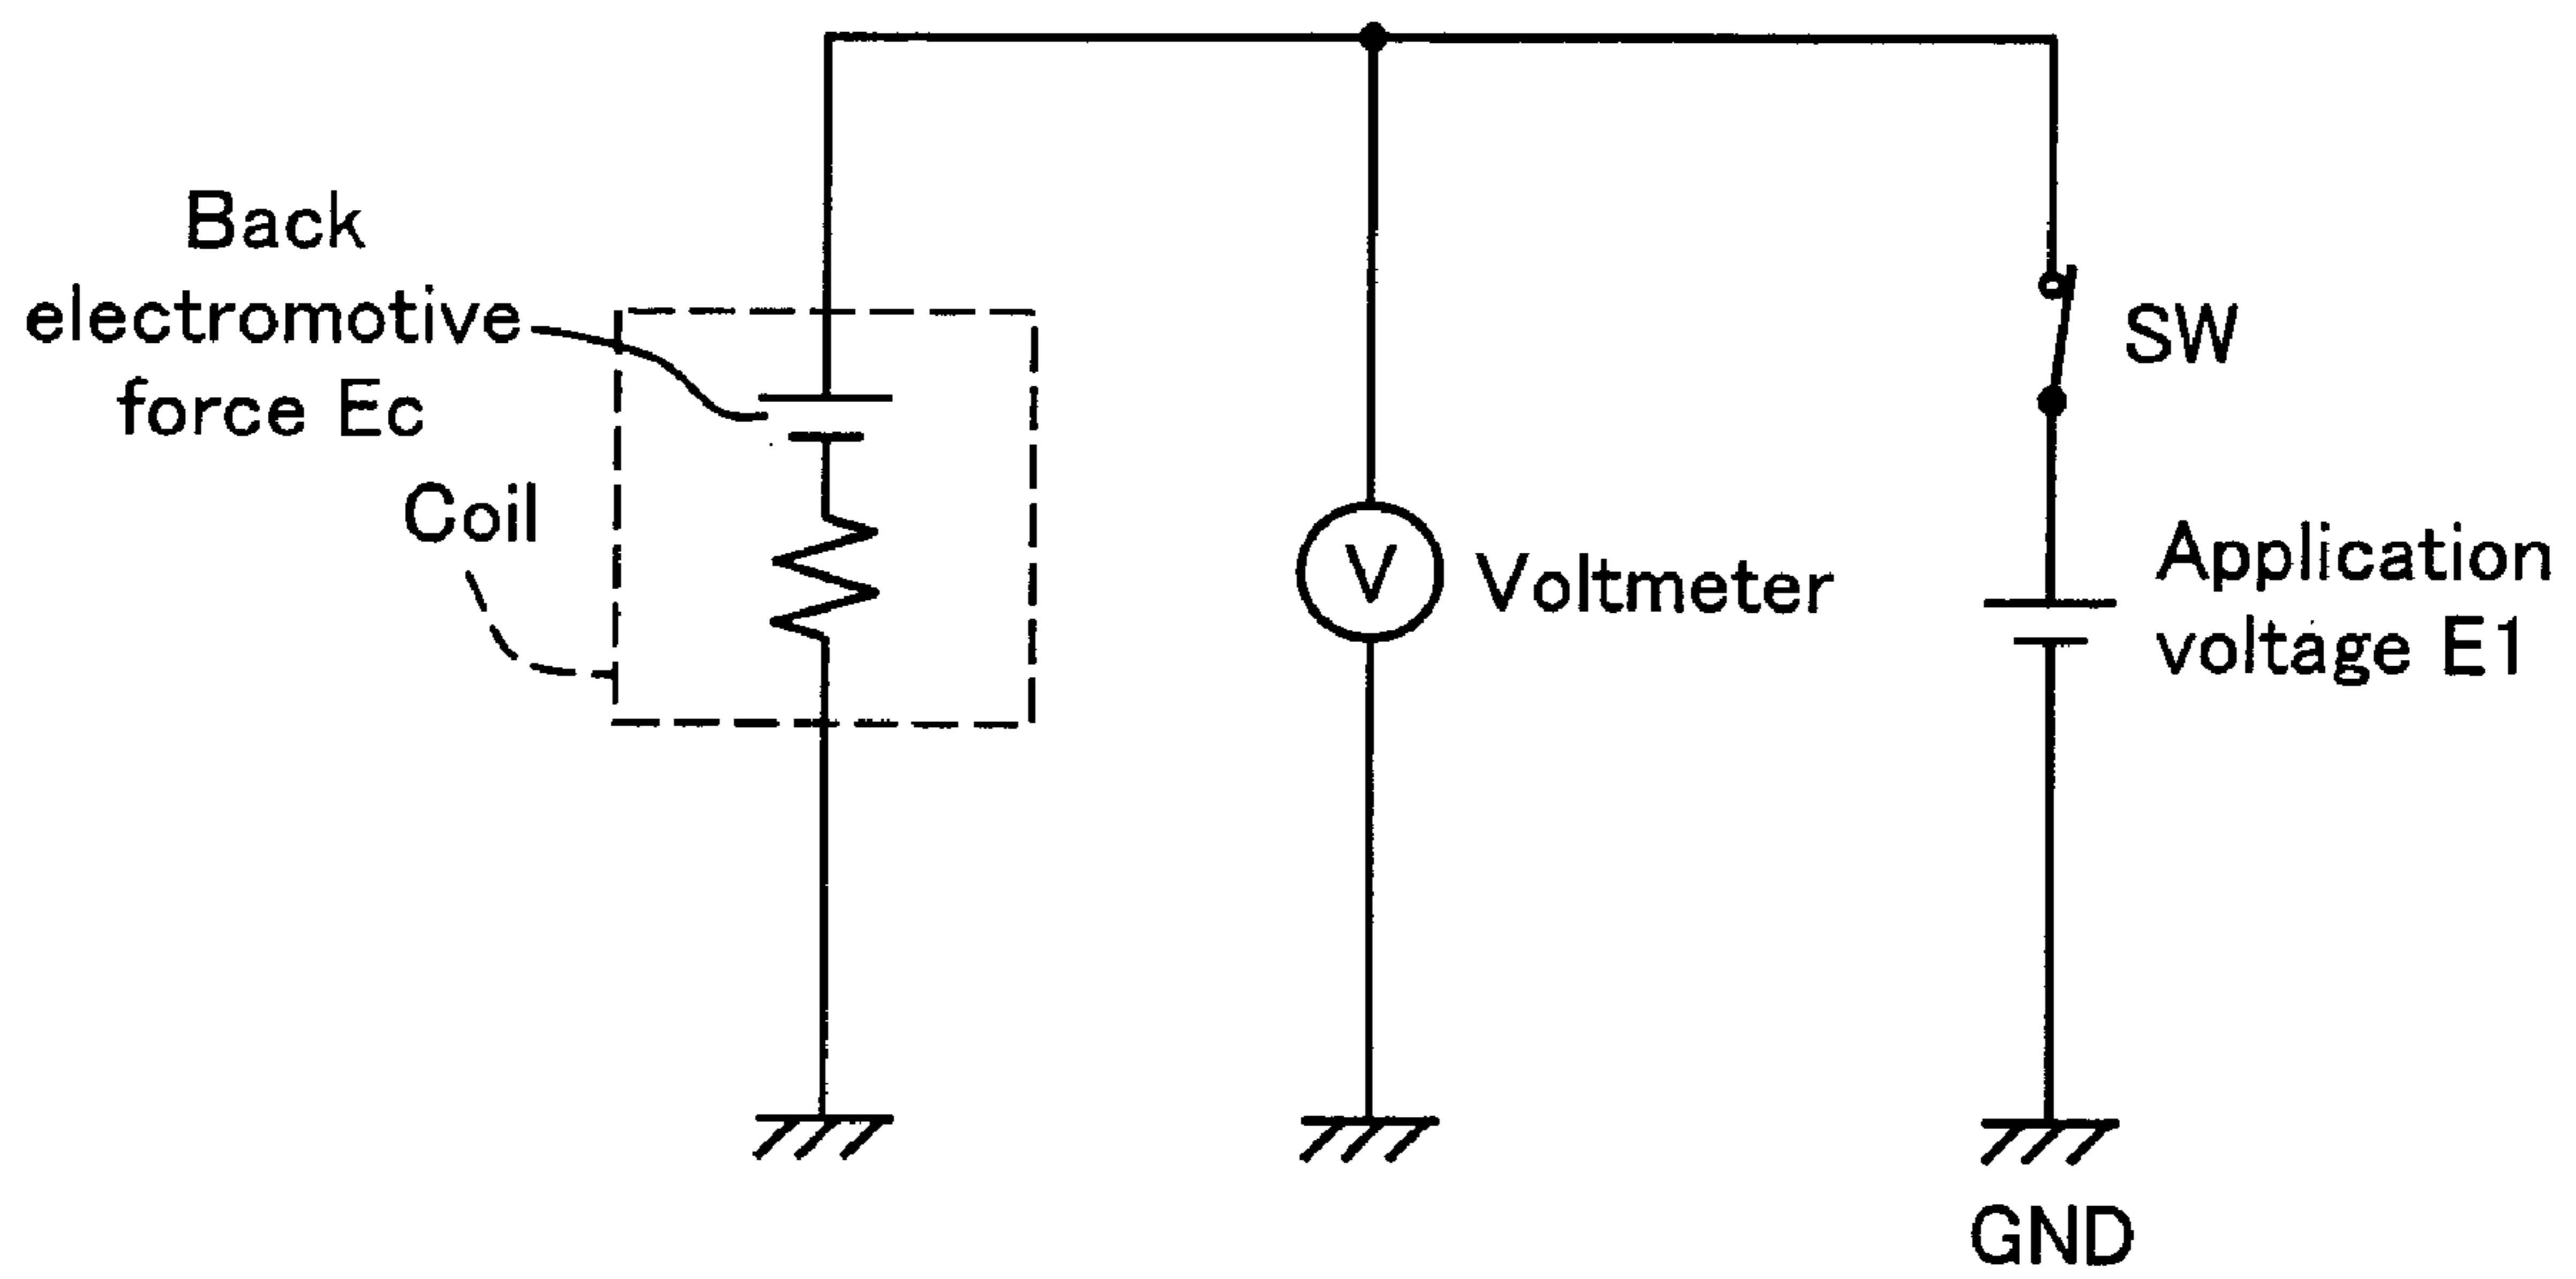 Back
electromotive
force Ec
Coil
V
Voltmeter
SW
Application
voltage E1
GND